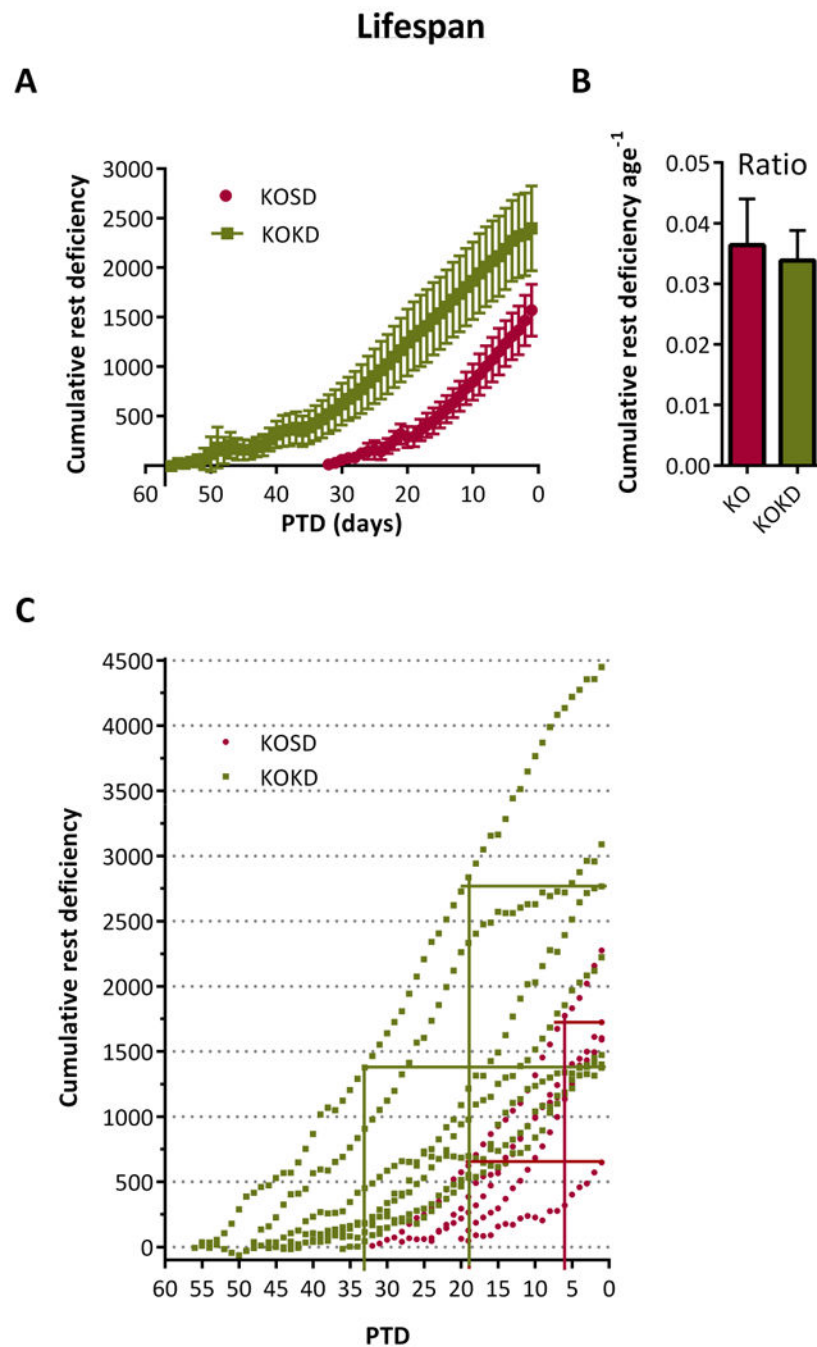 Lifespan
A
B
Cumulative rest deficiency
3000
2500
2000
1500
1000
500
KOSD
KOKD
60
50
40
30
20
10
0
PTD (days)
Cumulative rest deficiency age-1
Ratio
0.05
0.04
0.03
0.02
0.01
0.00
KO
KOKD
C
Cumulative rest deficiency
4500
4000
3500
3000
2500
2000
1500
1000
500
0
KOSD
KOKD
60 55 50 45 40 35 30 25 20 15 10 5 0
PTD